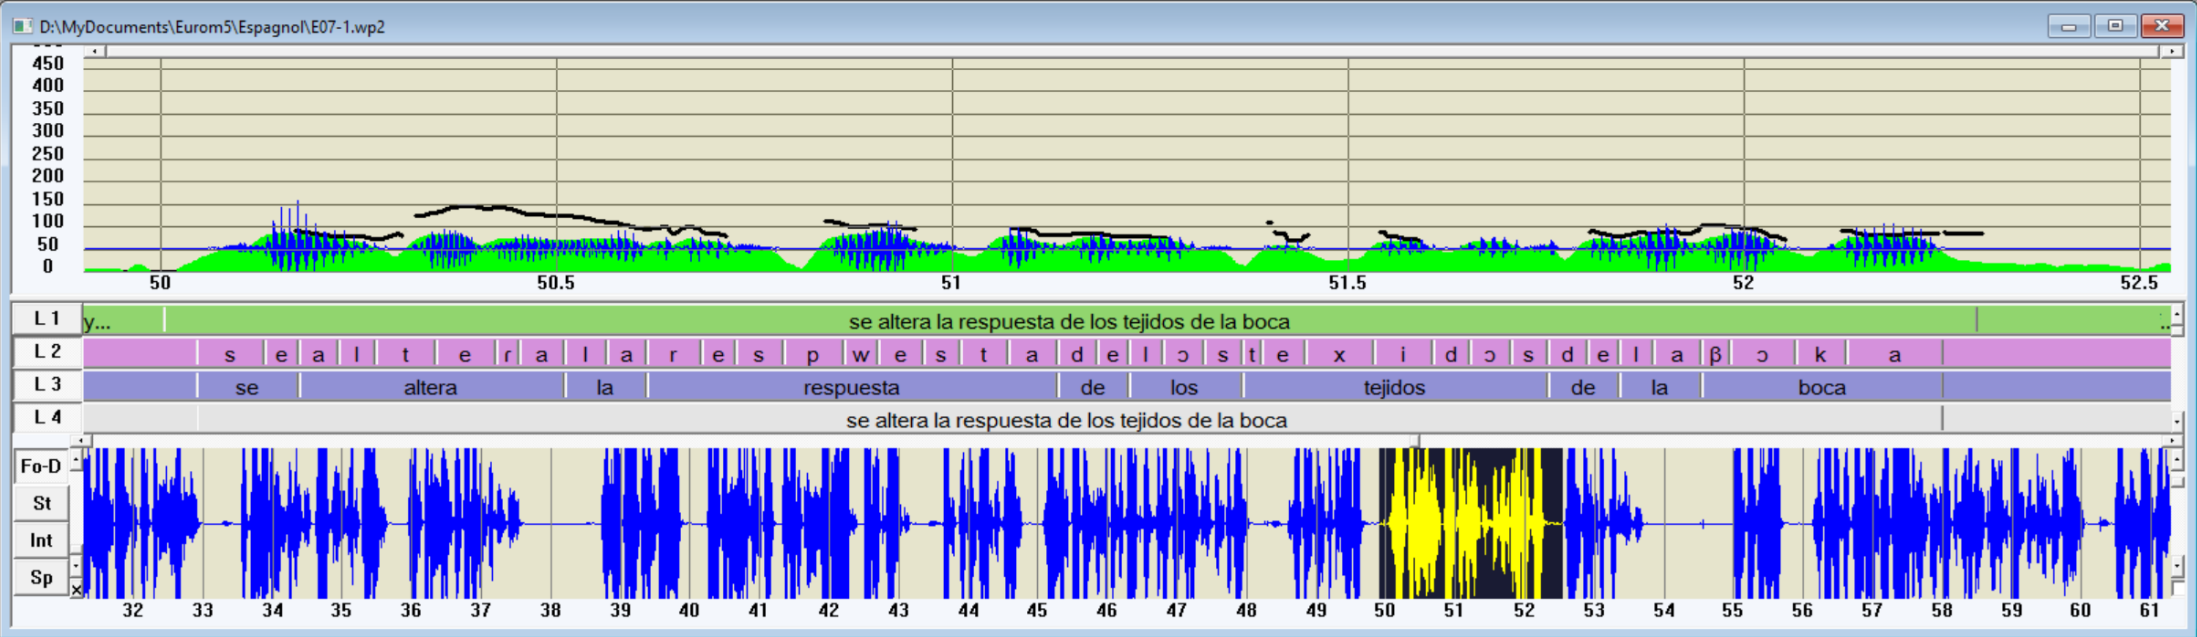 D:\MyDocuments\Eurom5\Espagnol\E07-1.wp2
450
400
350
300
250
200
150
100
50
0
50 50.5 51 51.5 52 52.5
L 1 y... se altera la respuesta de los tejidos de la boca ..
L 2 s e a l t e ɾ a l a r e s p w e s t a d e l ɔ s t e x i d ɔ s d e l a β ɔ k a
L 3 se altera la respuesta de los tejidos de la boca
L 4 se altera la respuesta de los tejidos de la boca
Fo-D
St
Int
Sp
32 33 34 35 36 37 38 39 40 41 42 43 44 45 46 47 48 49 50 51 52 53 54 55 56 57 58 59 60 61